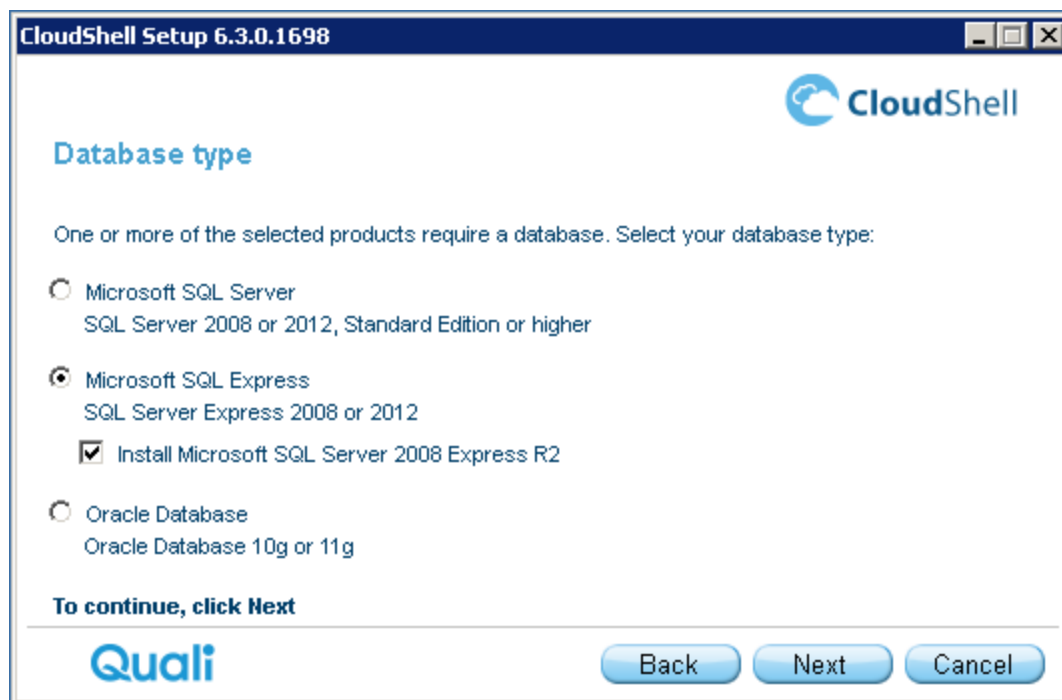 CloudShell Setup 6.3.0.1698
CloudShell
Database type
One or more of the selected products require a database. Select your database type:
Microsoft SQL Server
SQL Server 2008 or 2012, Standard Edition or higher
Microsoft SQL Express
SQL Server Express 2008 or 2012
Install Microsoft SQL Server 2008 Express R2
Oracle Database
Oracle Database 10g or 11g
To continue, click Next
Quali
Back
Next
Cancel